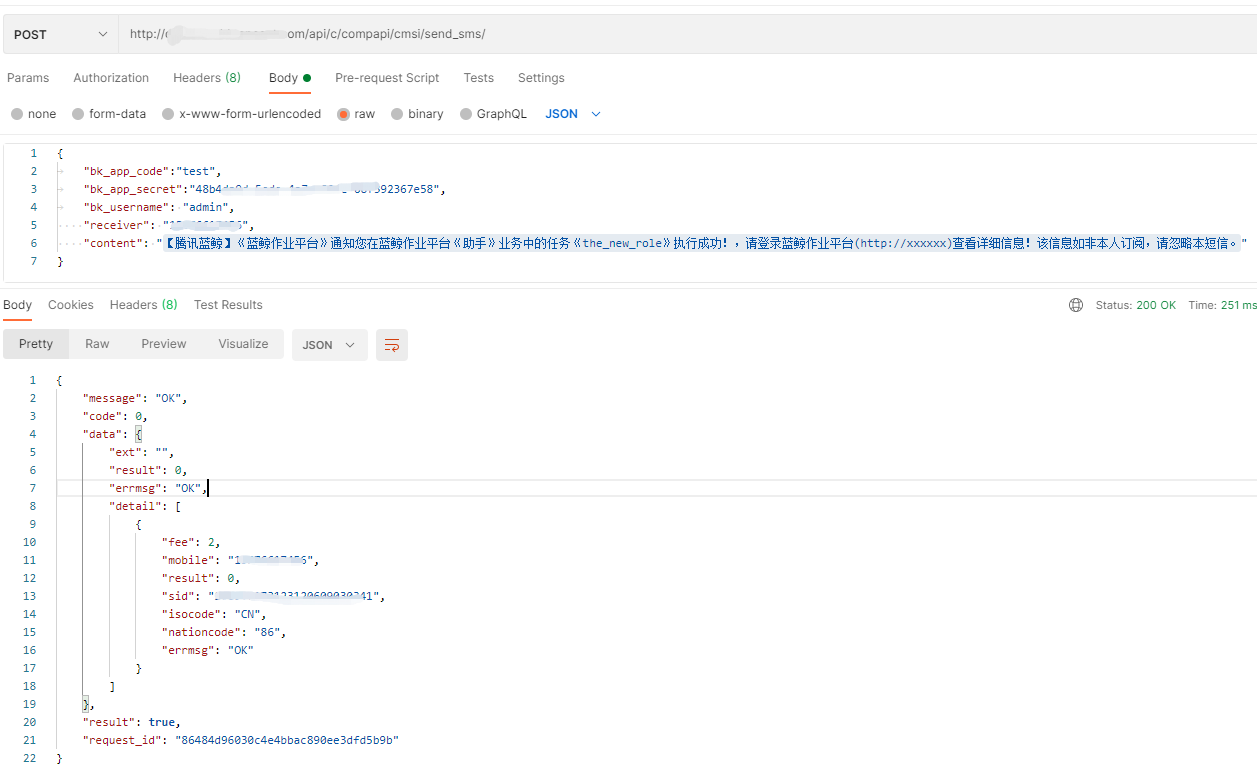 POST http:// om/api/c/compapi/cmsi/send_sms/
Params Authorization Headers (8) Body Pre-request Script Tests Settings
none form-data x-www-form-urlencoded raw binary GraphQL JSON
1 {
2 "bk_app_code":"test",
3 "bk_app_secret":"48b4 592367e58",
4 "bk_username": "admin",
5 "receiver": " ",
6 "content": "【腾讯蓝鲸】《蓝鲸作业平台》通知您在蓝鲸作业平台《助手》业务中的任务《the_new_role》执行成功！，请登录蓝鲸作业平台(http://xxxxxx)查看详细信息！该信息如非本人订阅，请忽略本短信。"
7 }
Body Cookies Headers (8) Test Results Status: 200 OK Time: 251 ms
Pretty Raw Preview Visualize JSON
1 {
2 "message": "OK",
3 "code": 0,
4 "data": {
5 "ext": "",
6 "result": 0,
7 "errmsg": "OK",
8 "detail": [
9 {
10 "fee": 2,
11 "mobile": " ",
12 "result": 0,
13 "sid": " ",
14 "isocode": "CN",
15 "nationcode": "86",
16 "errmsg": "OK"
17 }
18 ]
19 },
20 "result": true,
21 "request_id": "86484d96030c4e4bbac890ee3dfd5b9b"
22 }